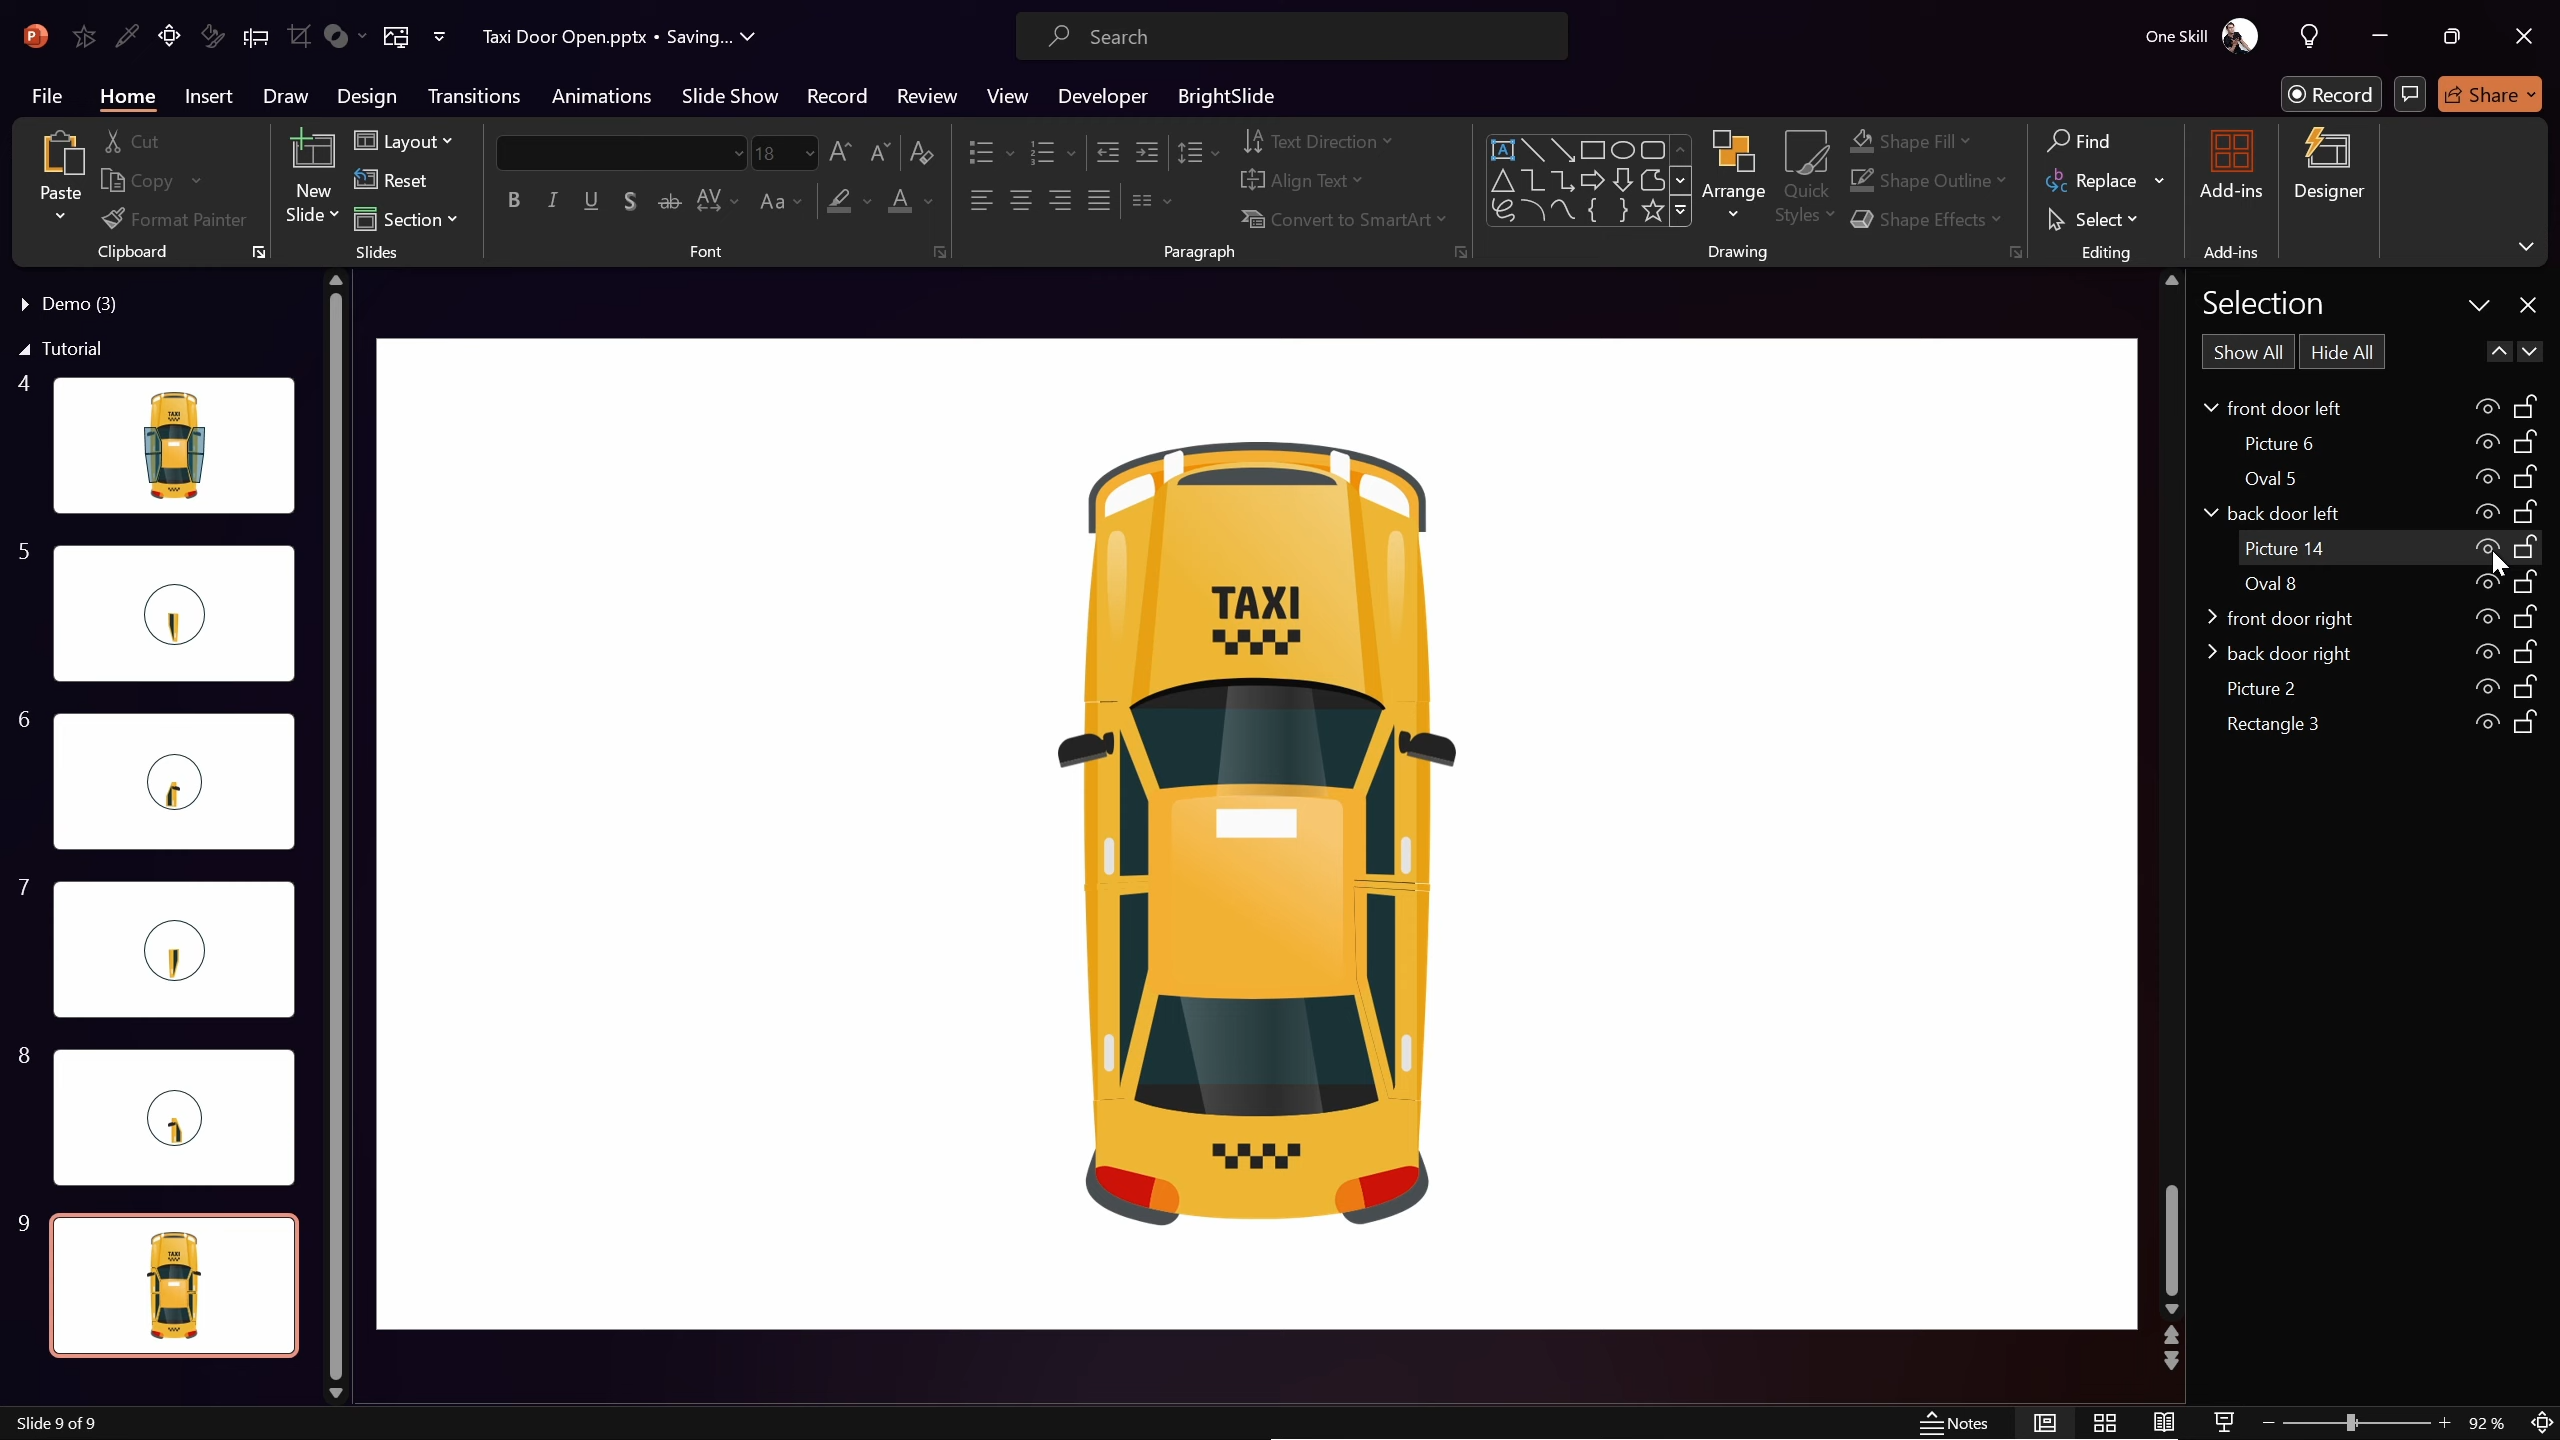 Taxi Door Open.pptx • Saving...
Search
One Skill
File Home Insert Draw Design Transitions Animations Slide Show Record Review View Developer BrightSlide
Record
Share
Paste
Cut
Copy
Format Painter
Clipboard
New Slide
Layout
Reset
Section
Slides
18
B I U S ab AV Aa A
Font
Text Direction
Align Text
Convert to SmartArt
Paragraph
Arrange
Quick Styles
Shape Fill
Shape Outline
Shape Effects
Drawing
Find
Replace
Select
Editing
Add-ins
Add-ins
Designer
Demo (3)
Tutorial
4
TAXI
5
6
7
8
9
TAXI
TAXI
Selection
Show All Hide All
front door left
Picture 6
Oval 5
back door left
Picture 14
Oval 8
front door right
back door right
Picture 2
Rectangle 3
Slide 9 of 9
Notes
92 %